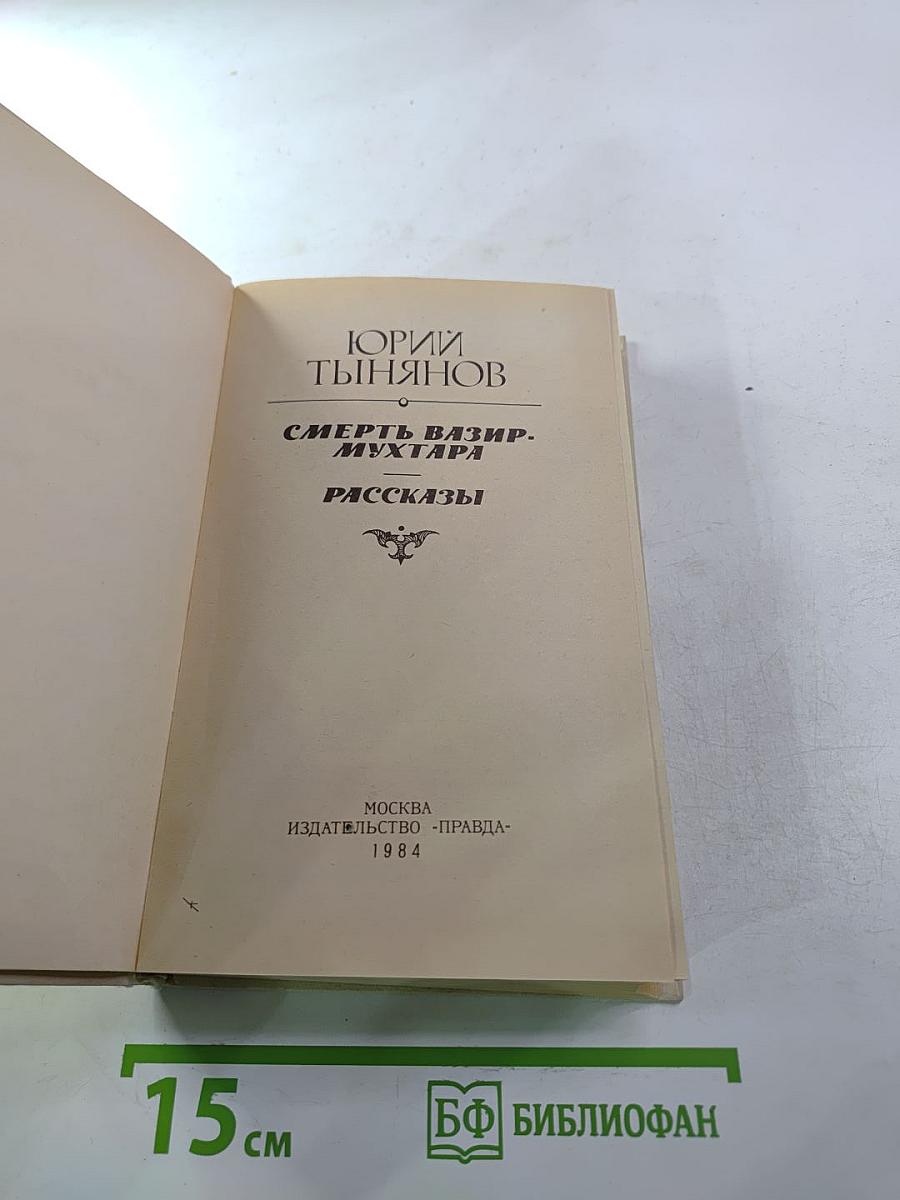 ЮРИЙ
ТЫНЯНОВ
СМЕРТЬ ВАЗИР-
МУХТАРА
РАССКАЗЫ
МОСКВА
ИЗДАТЕЛЬСТВО «ПРАВДА»
1984
15 см
БФ БИБЛИОФАН